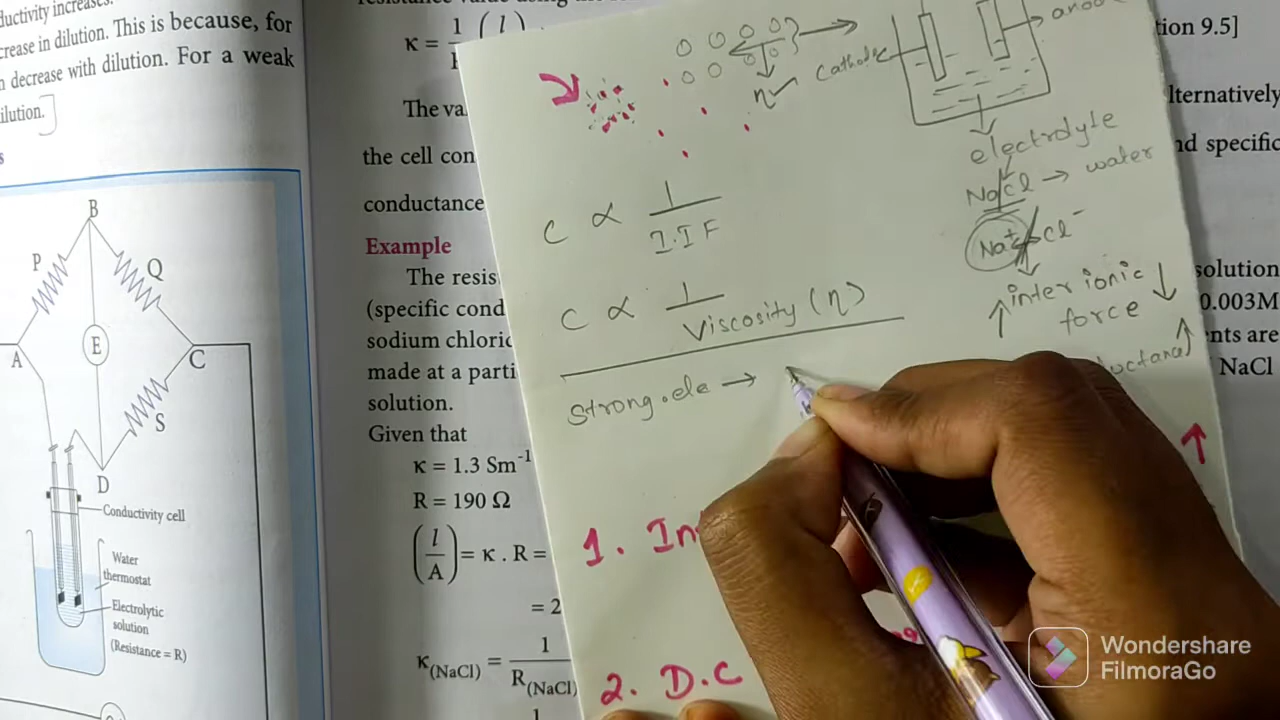 ductivity increases.
crease in dilution. This is because, for
decrease with dilution. For a weak
dilution.
B
P
Q
A
E
C
S
D
Conductivity cell
Water
thermostat
Electrolytic
solution
(Resistance = R)
κ = 1 ( l )
The va
the cell con
conductance
Example
The resis
(specific cond
sodium chloric
made at a parti
solution.
Given that
κ = 1.3 Sm⁻¹
R = 190 Ω
(l/A) = κ . R =
= 2
κ(NaCl) = 1 / R(NaCl)
η
Cathode
electrolyte
NaCl → water
Na⁺ Cl⁻
↑ inter ionic ↓
force
uctance ↑
C ∝ 1 / I.I F
C ∝ 1 / Viscosity (η)
Strong.ele →
↑
1. In
2. D.C
tion 9.5]
lternatively
nd specific
solution
0.003M
nts are
NaCl
Wondershare
FilmoraGo